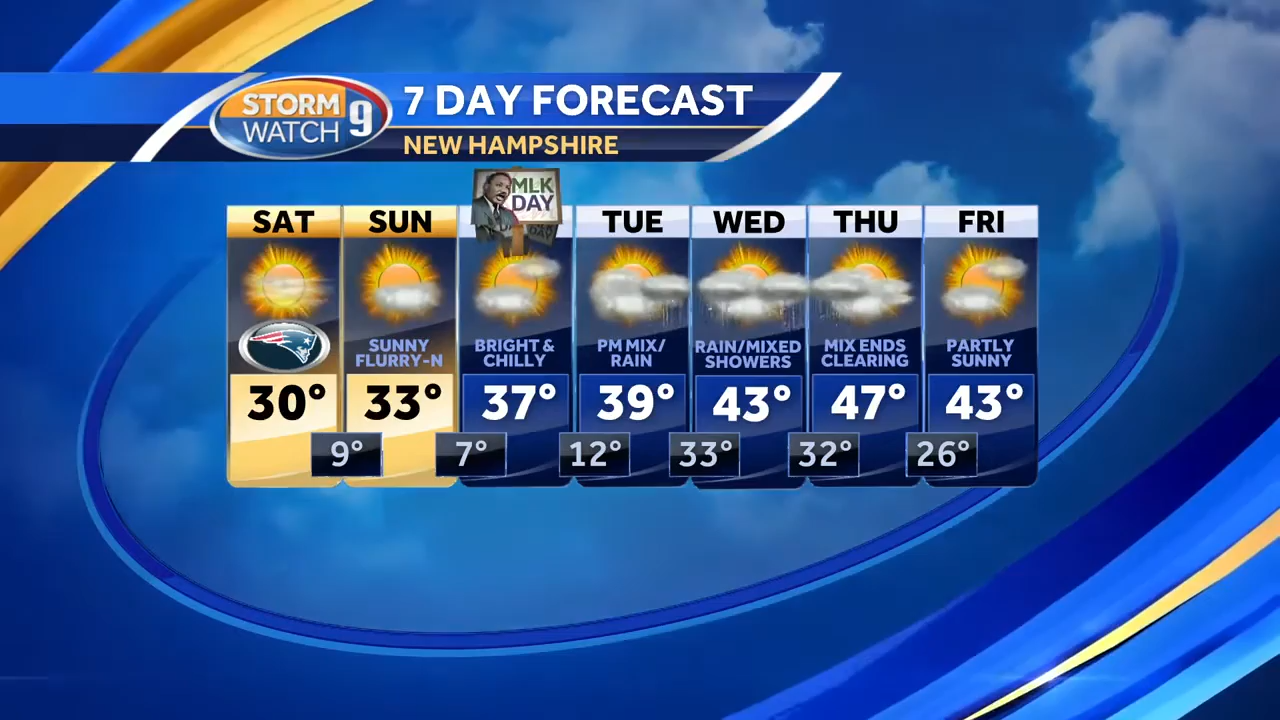 STORM
WATCH 9
7 DAY FORECAST
NEW HAMPSHIRE
MLK
DAY
SAT
SUN
TUE
WED
THU
FRI
SUNNY
FLURRY-N
BRIGHT &
CHILLY
PM MIX/
RAIN
RAIN/MIXED
SHOWERS
MIX ENDS
CLEARING
PARTLY
SUNNY
30° 33° 37° 39° 43° 47° 43°
9° 7° 12° 33° 32° 26°